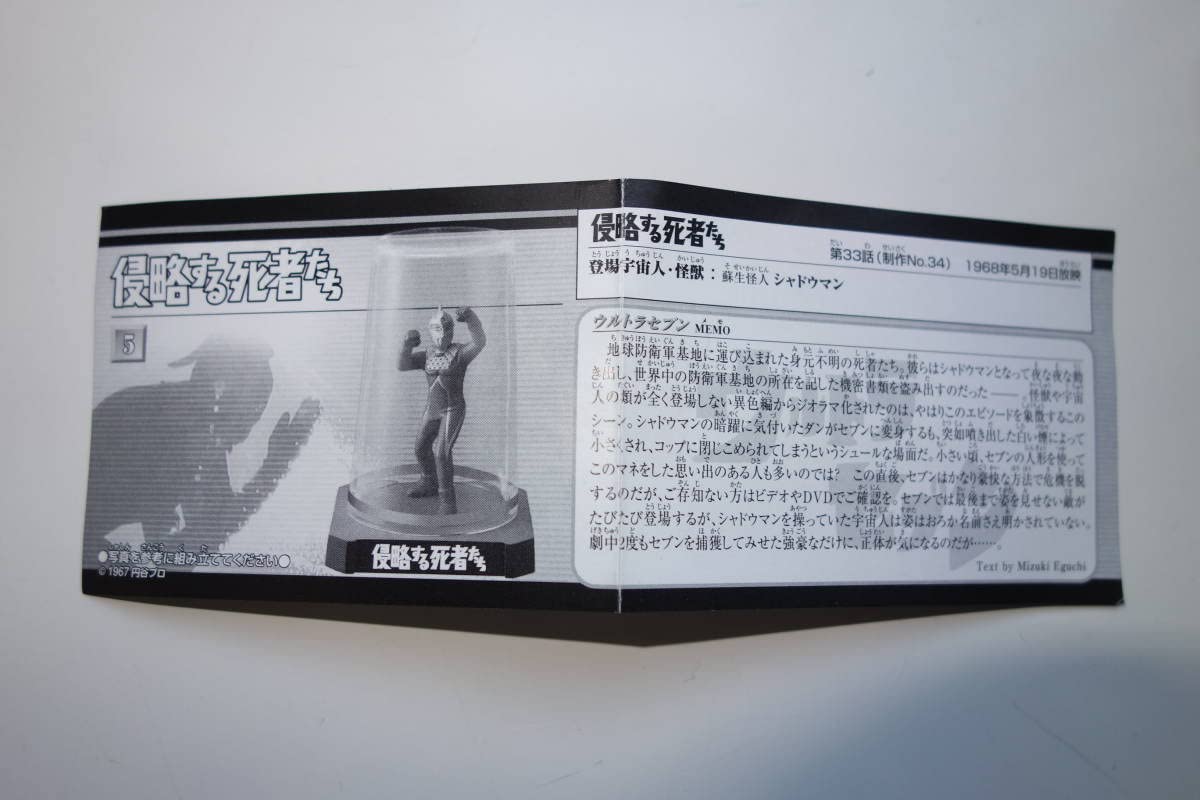 侵略する死者たち
5
侵略する死者たち
●写真を参考に組み立ててください●
© 1967 円谷プロ
侵略する死者たち
第33話(制作No.34) 1968年5月19日放映
登場宇宙人・怪獣:蘇生怪人 シャドウマン
ウルトラセブン MEMO
地球防衛軍基地に運び込まれた身元不明の死者たち。彼らはシャドウマンとなって夜な夜な動
き出し、世界中の防衛軍基地の所在を記した機密書類を盗み出すのだった――。怪獣や宇宙
人の類が全く登場しない異色編からジオラマ化されたのは、やはりこのエピソードを象徴するこの
シーン。シャドウマンの暗躍に気付いたダンがセブンに変身するも、突如噴き出した白い煙によって
小さくされ、コップに閉じこめられてしまうというシュールな場面だ。小さい頃、セブンの人形を使って
このマネをした思い出のある人も多いのでは? この直後、セブンはかなり豪快な方法で危機を脱
するのだが、ご存知ない方はビデオやDVDでご確認を。セブンでは最後まで姿を見せない敵が
たびたび登場するが、シャドウマンを操っていた宇宙人は姿はおろか名前さえ明かされていない。
劇中2度もセブンを捕獲してみせた強豪なだけに、正体が気になるのだが……。
Text by Mizuki Eguchi